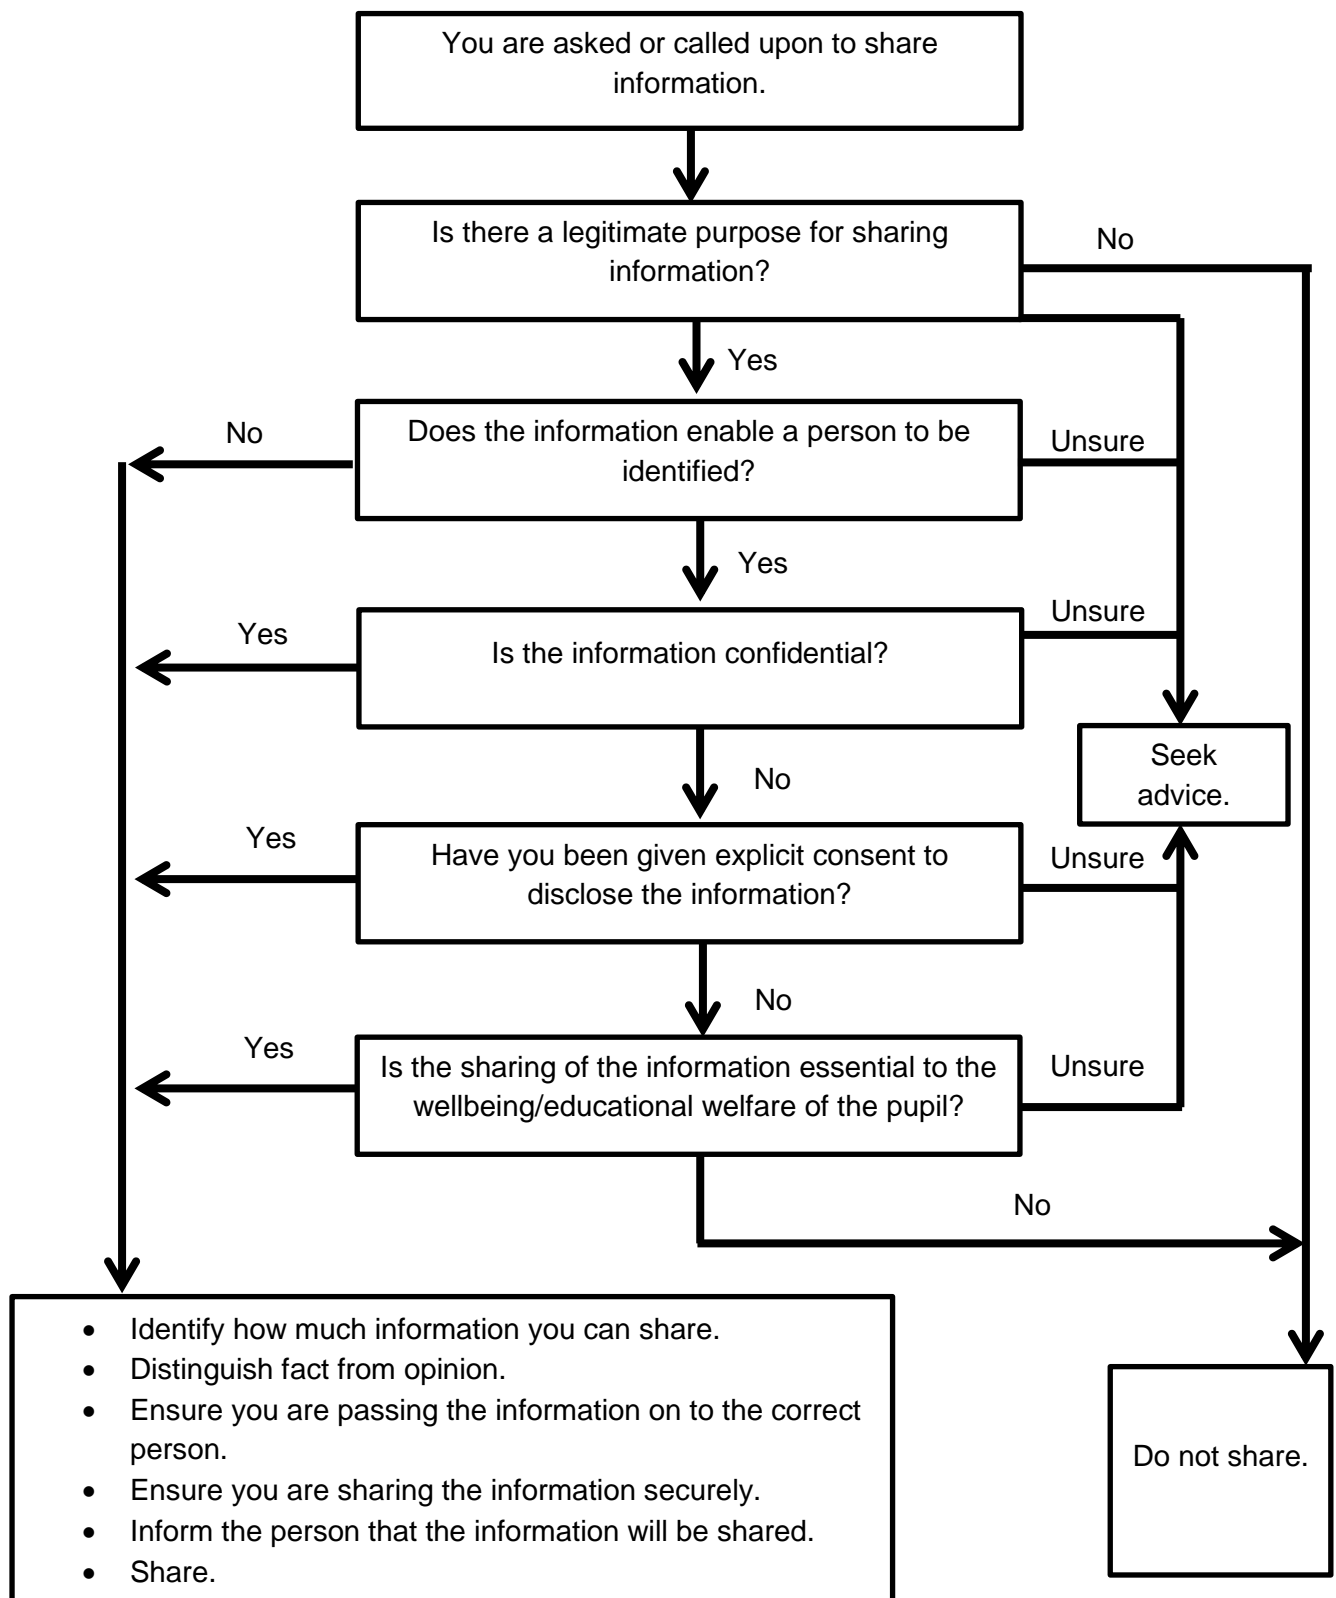 You are asked or called upon to share
information.
Is there a legitimate purpose for sharing
information?
No
Yes
No
Does the information enable a person to be
identified?
Unsure
Yes
Yes
Is the information confidential?
Unsure
No
Seek
advice.
Yes
Have you been given explicit consent to
disclose the information?
Unsure
No
Yes
Is the sharing of the information essential to the
wellbeing/educational welfare of the pupil?
Unsure
No
• Identify how much information you can share.
• Distinguish fact from opinion.
• Ensure you are passing the information on to the correct
person.
• Ensure you are sharing the information securely.
• Inform the person that the information will be shared.
• Share.
Do not share.